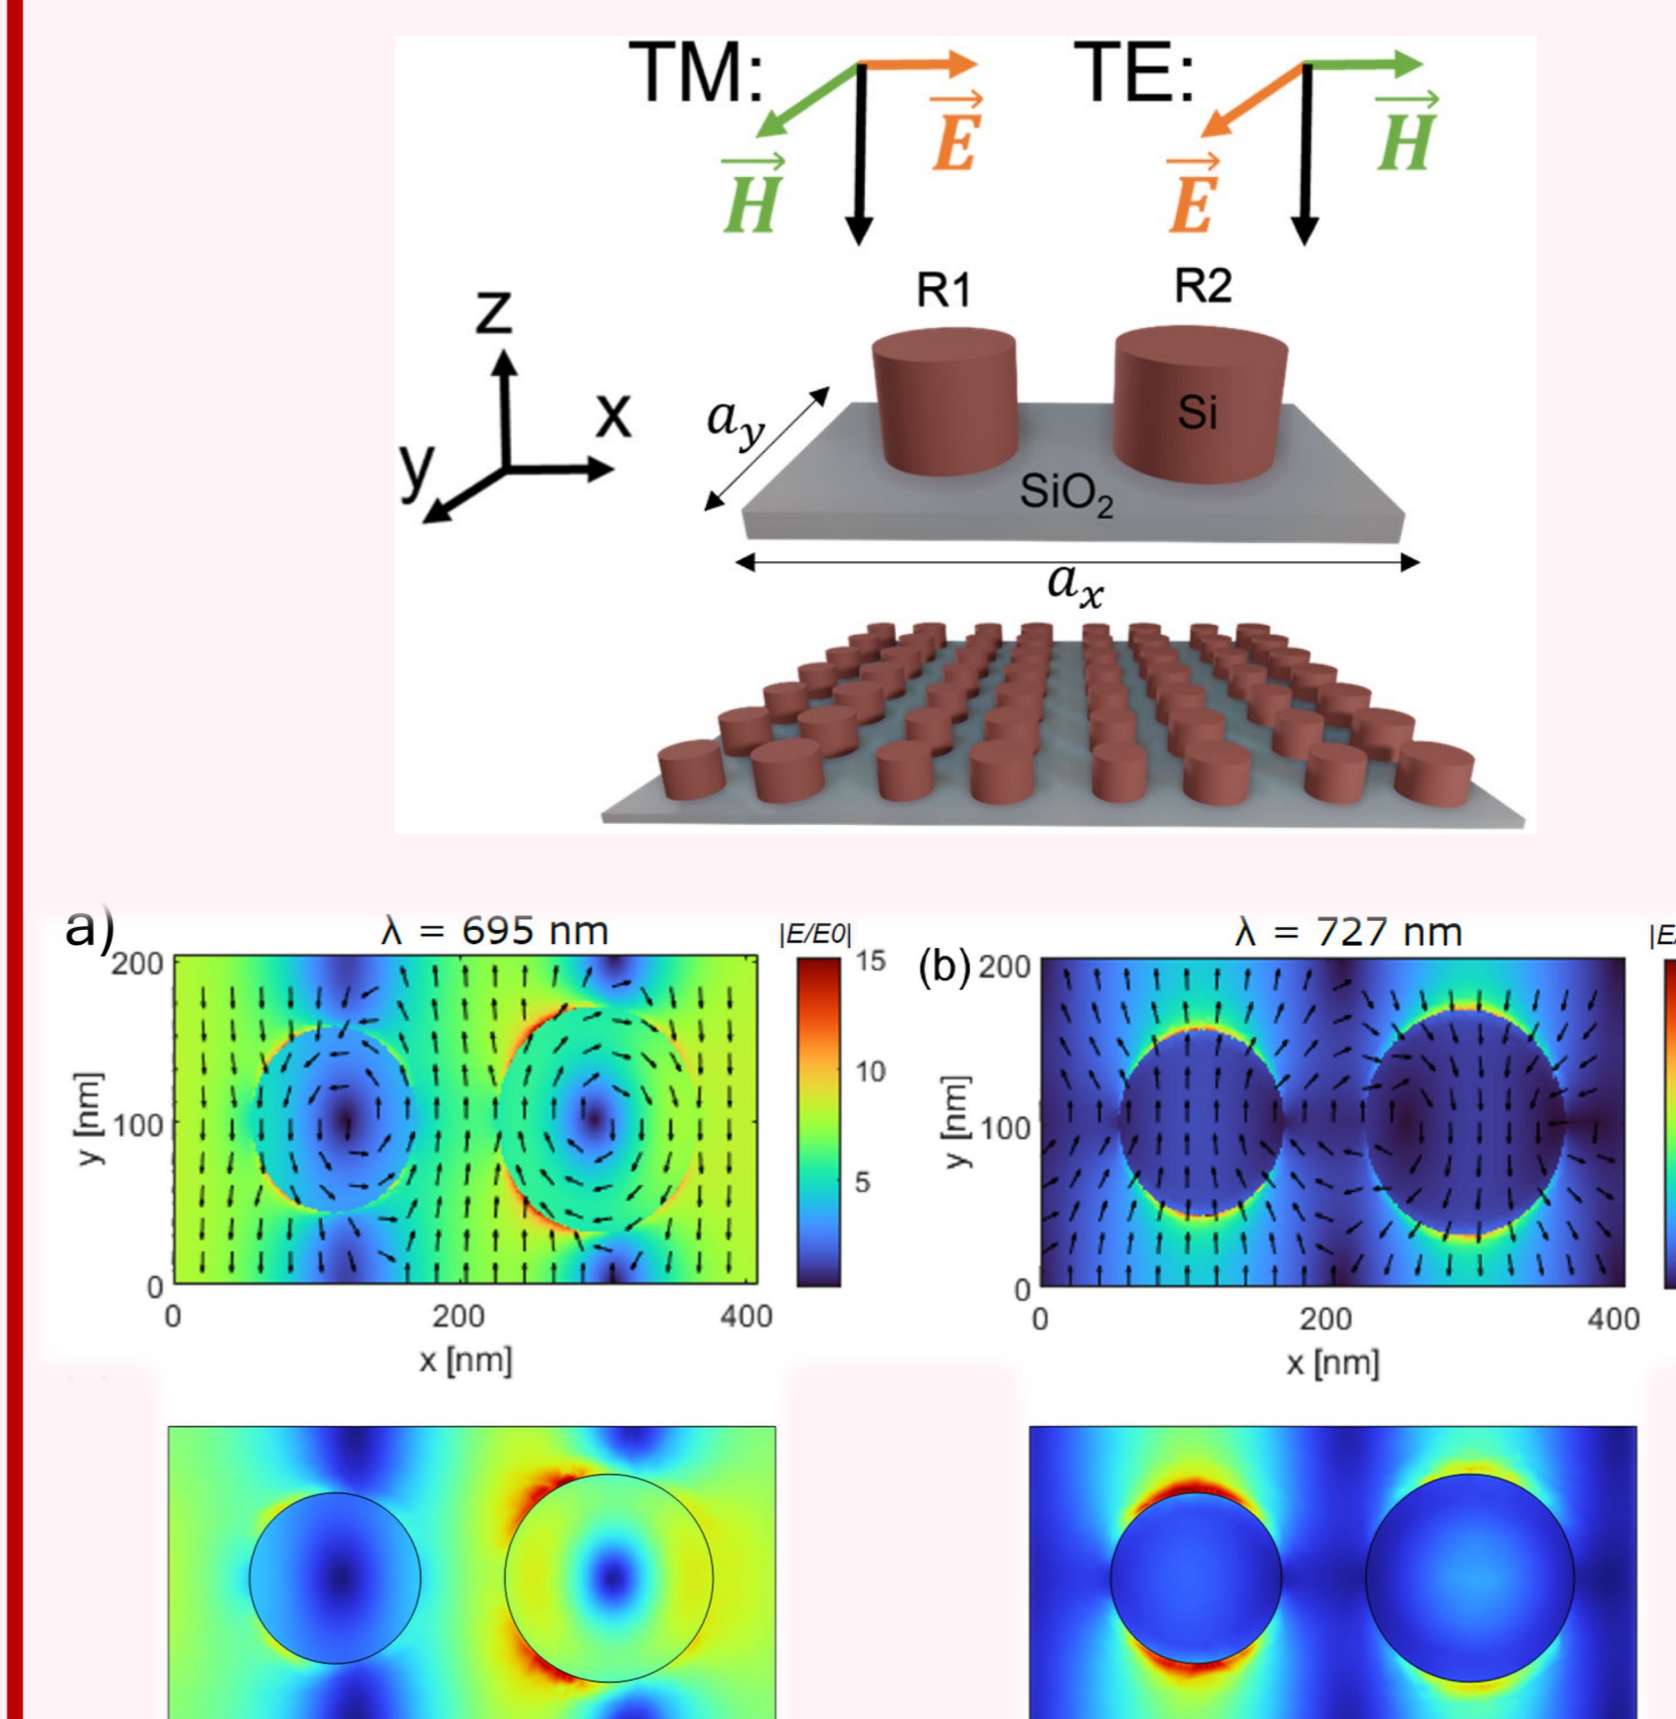 TM:
TE:
E
H
H
E
R1
R2
z
x
y
a_y
Si
SiO₂
a_x
a)
λ = 695 nm
|E/E0|
15
10
5
200
100
0
y [nm]
0
200
400
x [nm]
(b)
λ = 727 nm
|E/
200
100
0
y [nm]
0
200
400
x [nm]